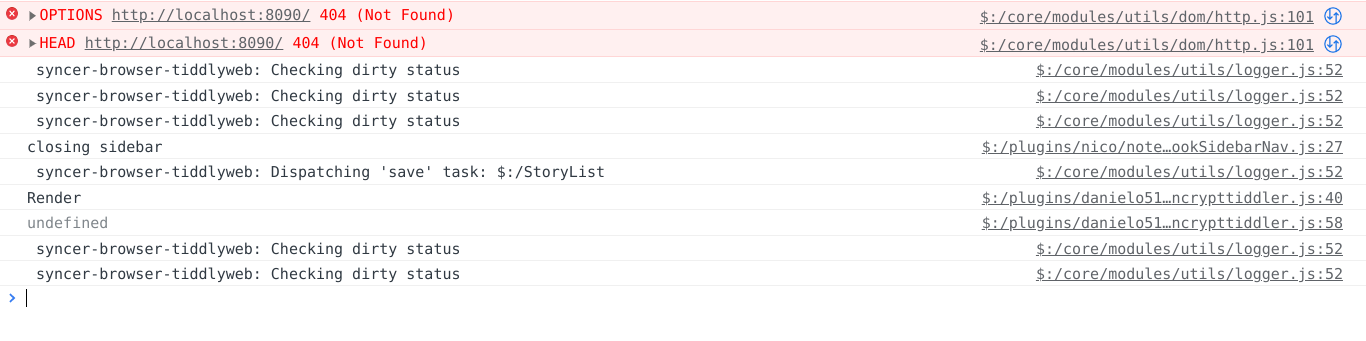 OPTIONS http://localhost:8090/ 404 (Not Found) $:/core/modules/utils/dom/http.js:101
HEAD http://localhost:8090/ 404 (Not Found) $:/core/modules/utils/dom/http.js:101
syncer-browser-tiddlyweb: Checking dirty status $:/core/modules/utils/logger.js:52
syncer-browser-tiddlyweb: Checking dirty status $:/core/modules/utils/logger.js:52
syncer-browser-tiddlyweb: Checking dirty status $:/core/modules/utils/logger.js:52
closing sidebar $:/plugins/nico/note…ookSidebarNav.js:27
syncer-browser-tiddlyweb: Dispatching 'save' task: $:/StoryList $:/core/modules/utils/logger.js:52
Render $:/plugins/danielo51…ncrypttiddler.js:40
undefined $:/plugins/danielo51…ncrypttiddler.js:58
syncer-browser-tiddlyweb: Checking dirty status $:/core/modules/utils/logger.js:52
syncer-browser-tiddlyweb: Checking dirty status $:/core/modules/utils/logger.js:52